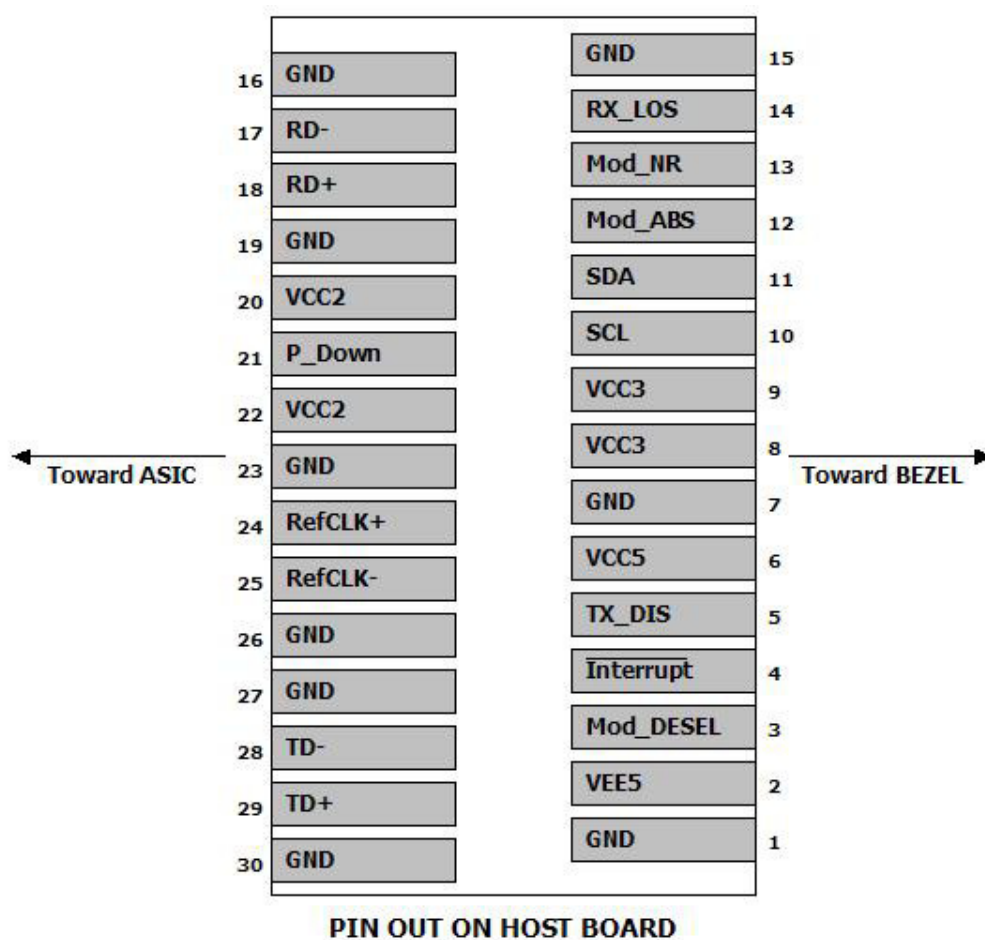 GND 15
16 GND
RX_LOS 14
17 RD-
Mod_NR 13
18 RD+
Mod_ABS 12
19 GND
SDA 11
20 VCC2
SCL 10
21 P_Down
VCC3 9
22 VCC2
VCC3 8
Toward ASIC
23 GND
Toward BEZEL
GND 7
24 RefCLK+
VCC5 6
25 RefCLK-
TX_DIS 5
26 GND
Interrupt 4
27 GND
Mod_DESEL 3
28 TD-
VEE5 2
29 TD+
GND 1
30 GND
PIN OUT ON HOST BOARD